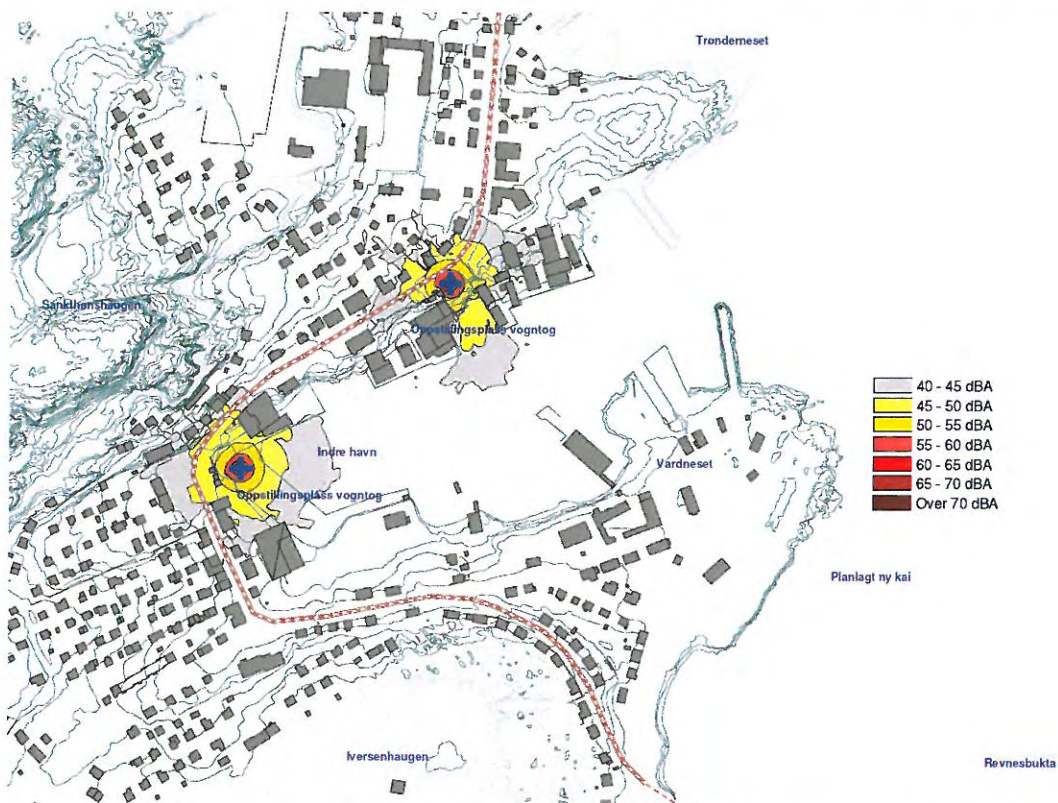 Trønderneset
Sankthanshaugen
Oppstillingsplass vogntog
40 - 45 dBA
45 - 50 dBA
50 - 55 dBA
55 - 60 dBA
60 - 65 dBA
65 - 70 dBA
Over 70 dBA
Indre havn
Vardneset
Oppstillingsplass vogntog
Planlagt ny kai
Iversenhaugen
Revnesbukta